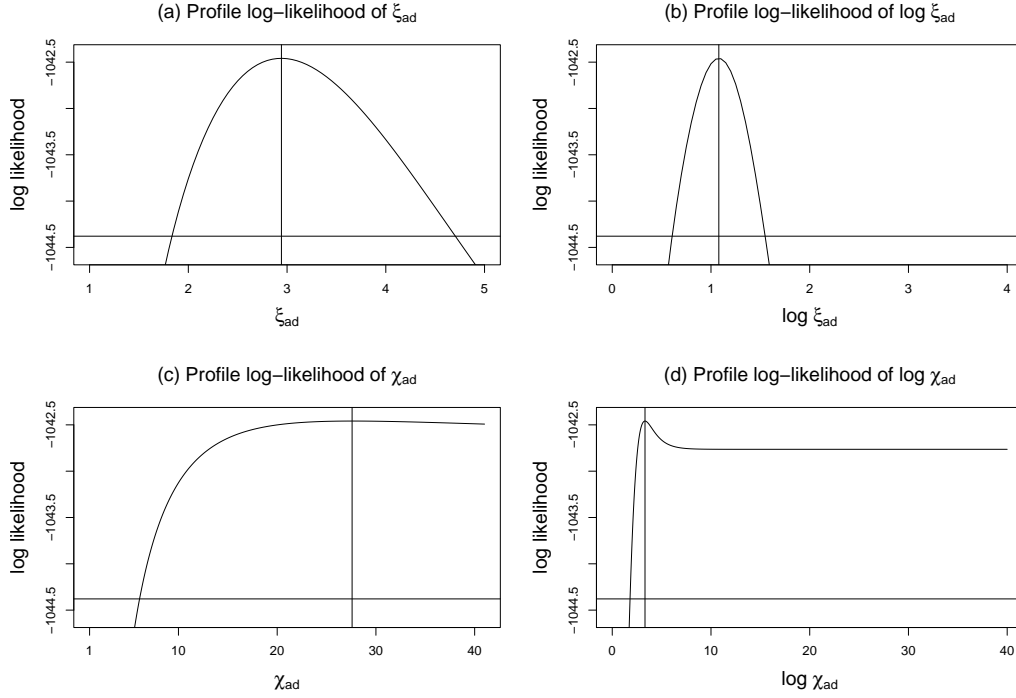 (a) Profile log−likelihood of ξad
log likelihood
−1042.5
−1043.5
−1044.5
1 2 3 4 5
ξad
(b) Profile log−likelihood of log ξad
log likelihood
−1042.5
−1043.5
−1044.5
0 1 2 3 4
log ξad
(c) Profile log−likelihood of χad
log likelihood
−1042.5
−1043.5
−1044.5
1 10 20 30 40
χad
(d) Profile log−likelihood of log χad
log likelihood
−1042.5
−1043.5
−1044.5
0 10 20 30 40
log χad